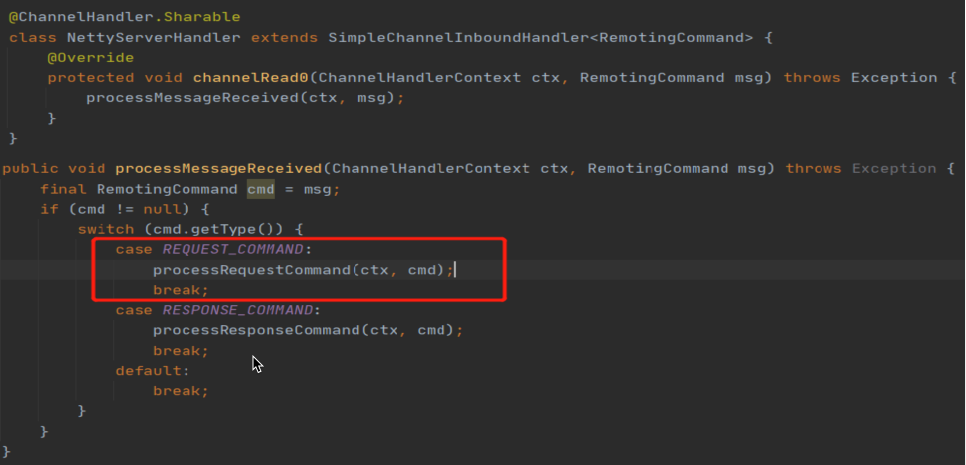 @ChannelHandler.Sharable
class NettyServerHandler extends SimpleChannelInboundHandler<RemotingCommand> {
@Override
protected void channelRead0(ChannelHandlerContext ctx, RemotingCommand msg) throws Exception {
processMessageReceived(ctx, msg);
}
}
public void processMessageReceived(ChannelHandlerContext ctx, RemotingCommand msg) throws Exception {
final RemotingCommand cmd = msg;
if (cmd != null) {
switch (cmd.getType()) {
case REQUEST_COMMAND:
processRequestCommand(ctx, cmd);
break;
case RESPONSE_COMMAND:
processResponseCommand(ctx, cmd);
break;
default:
break;
}
}
}